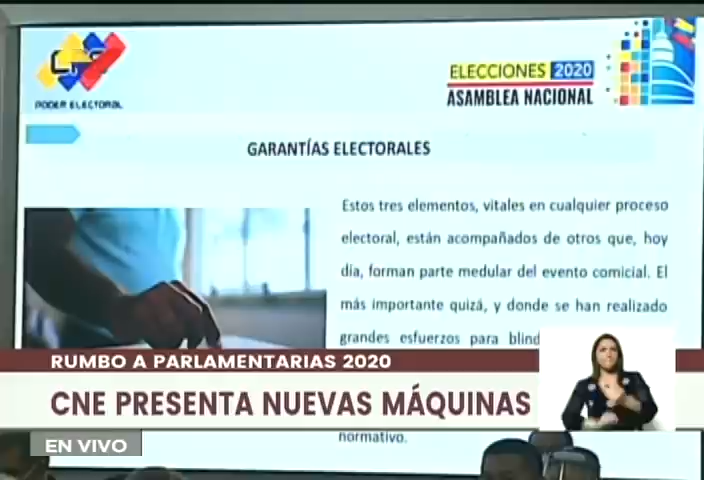 CNE
PODER ELECTORAL
ELECCIONES 2020
ASAMBLEA NACIONAL
GARANTÍAS ELECTORALES
Estos tres elementos, vitales en cualquier proceso
electoral, están acompañados de otros que, hoy
día, forman parte medular del evento comicial. El
más importante quizá, y donde se han realizado
grandes esfuerzos para
RUMBO A PARLAMENTARIAS 2020
CNE PRESENTA NUEVAS MÁQUINAS
EN VIVO
normativo.